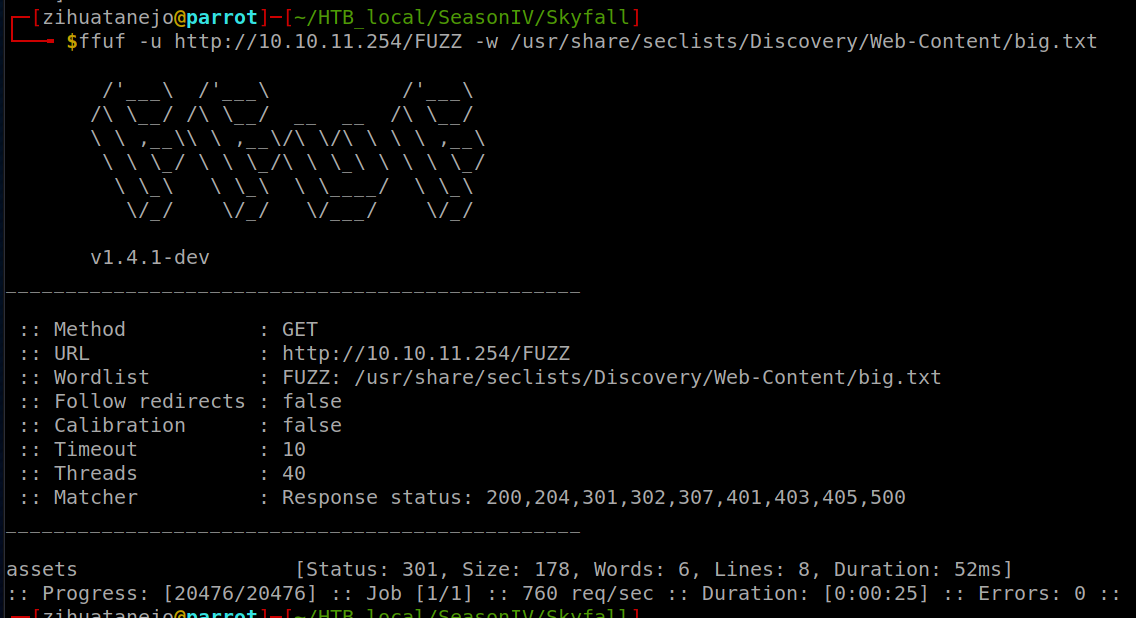 ┌─[zihuatanejo@parrot]─[~/HTB_local/SeasonIV/Skyfall]
└──╼ $ffuf -u http://10.10.11.254/FUZZ -w /usr/share/seclists/Discovery/Web-Content/big.txt
        /'___\  /'___\           /'___\
       /\ \__/ /\ \__/  __  __  /\ \__/
       \ \ ,__\\ \ ,__\/\ \/\ \ \ \ ,__\
        \ \ \_/ \ \ \_/\ \ \_\ \ \ \ \_/
         \ \_\   \ \_\  \ \____/  \ \_\
          \/_/    \/_/   \/___/    \/_/
       v1.4.1-dev
________________________________________________
 :: Method           : GET
 :: URL              : http://10.10.11.254/FUZZ
 :: Wordlist         : FUZZ: /usr/share/seclists/Discovery/Web-Content/big.txt
 :: Follow redirects : false
 :: Calibration      : false
 :: Timeout          : 10
 :: Threads          : 40
 :: Matcher          : Response status: 200,204,301,302,307,401,403,405,500
________________________________________________
assets                  [Status: 301, Size: 178, Words: 6, Lines: 8, Duration: 52ms]
:: Progress: [20476/20476] :: Job [1/1] :: 760 req/sec :: Duration: [0:00:25] :: Errors: 0 ::
┌─[zihuatanejo@parrot]─[~/HTB_local/SeasonIV/Skyfall]